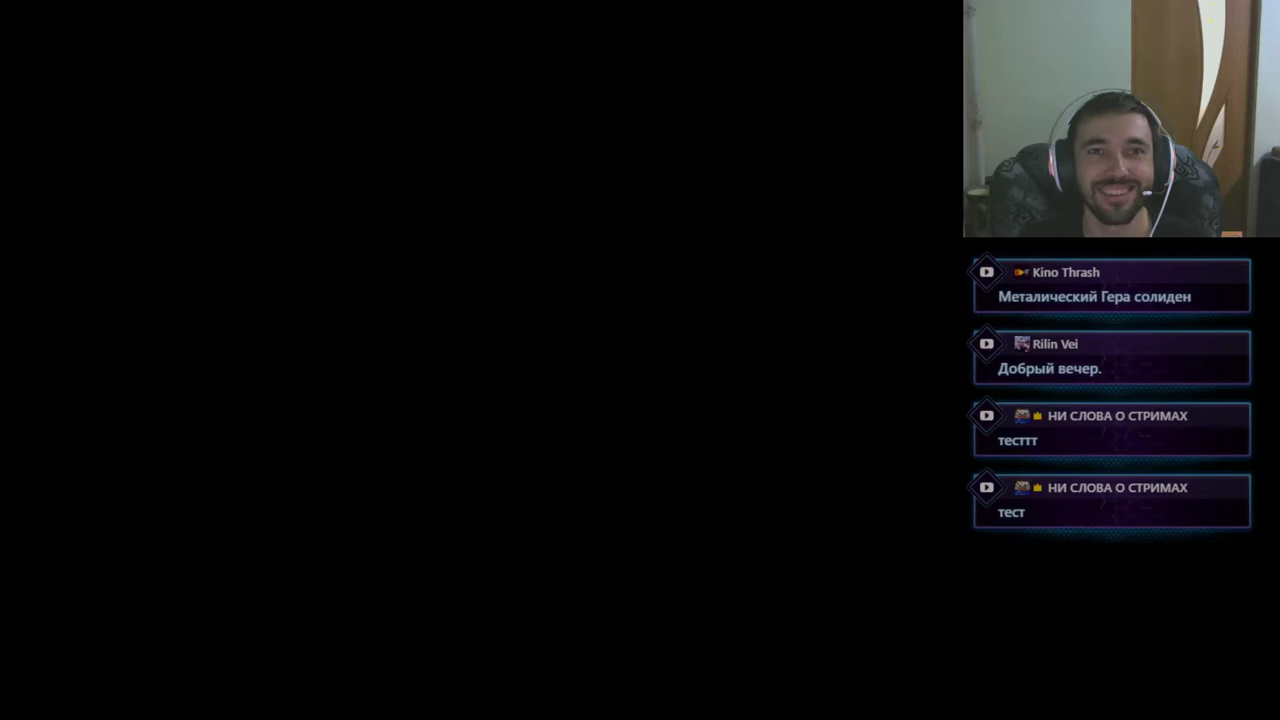 Kino Thrash
Металический Гера солиден
Rilin Vei
Добрый вечер.
НИ СЛОВА О СТРИМАХ
тесттт
НИ СЛОВА О СТРИМАХ
тест